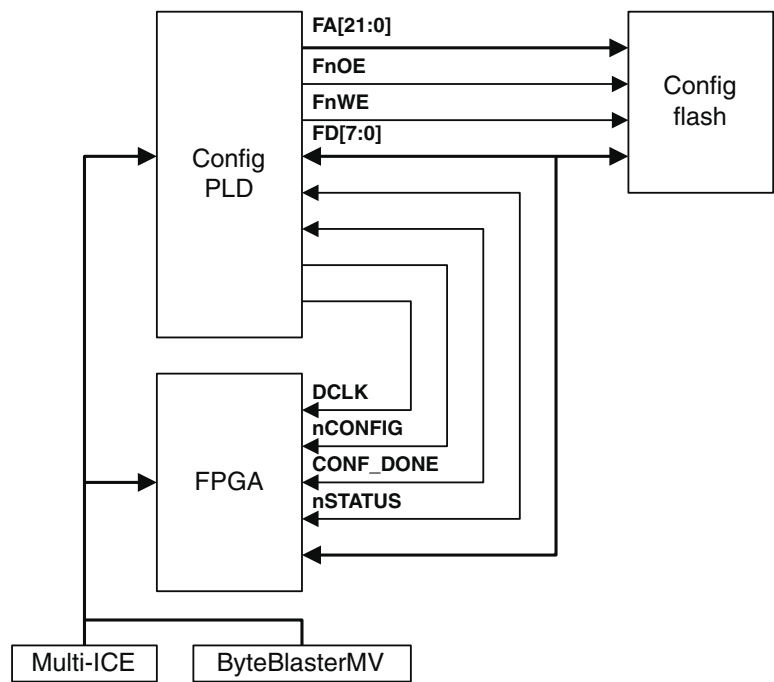 FA[21:0]
FnOE
FnWE
FD[7:0]
Config
flash
Config
PLD
DCLK
nCONFIG
CONF_DONE
nSTATUS
FPGA
Multi-ICE
ByteBlasterMV